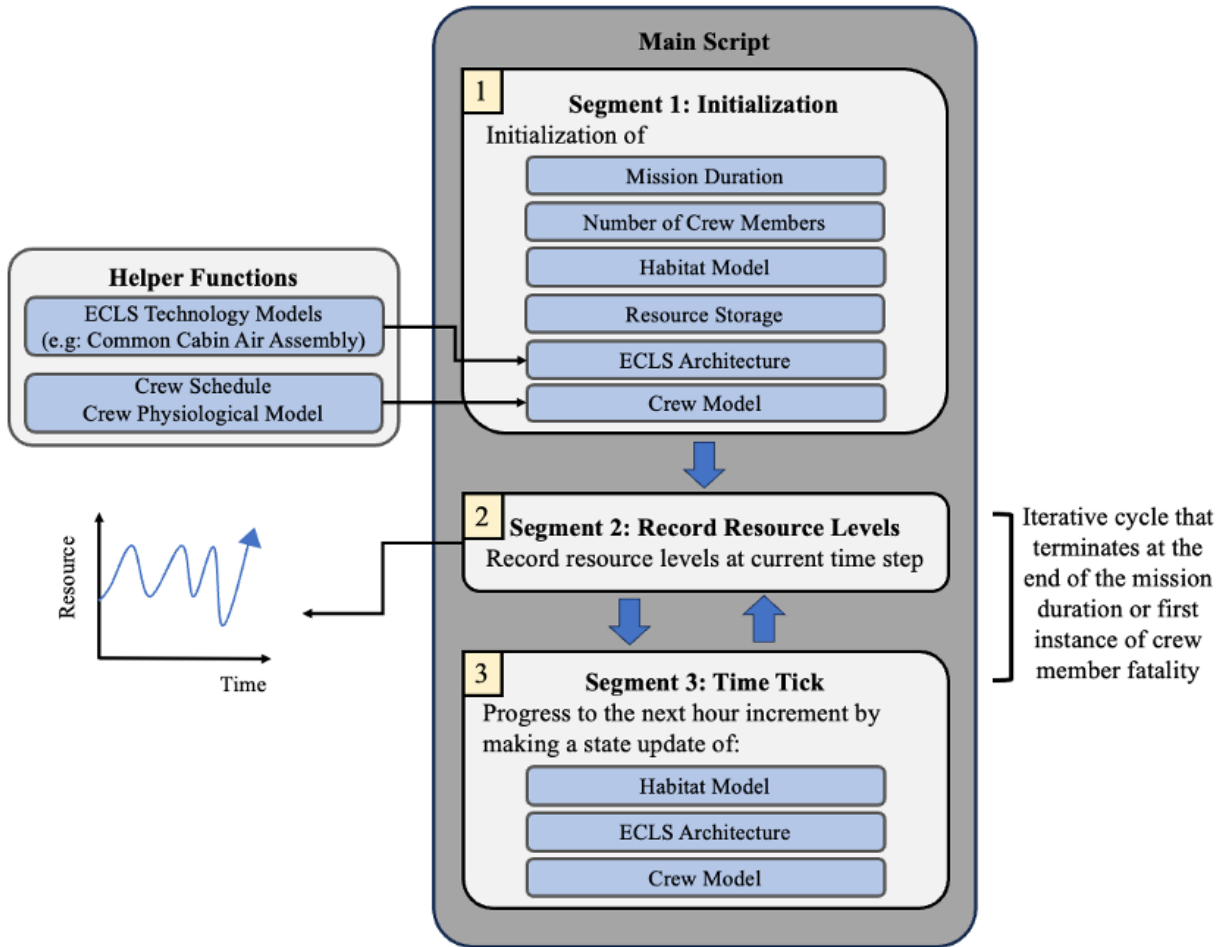 Main Script
1
Segment 1: Initialization
Initialization of
Mission Duration
Number of Crew Members
Habitat Model
Resource Storage
ECLS Architecture
Crew Model
Helper Functions
ECLS Technology Models
(e.g: Common Cabin Air Assembly)
Crew Schedule
Crew Physiological Model
2
Segment 2: Record Resource Levels
Record resource levels at current time step
Resource
Time
Iterative cycle that
terminates at the
end of the mission
duration or first
instance of crew
member fatality
3
Segment 3: Time Tick
Progress to the next hour increment by
making a state update of:
Habitat Model
ECLS Architecture
Crew Model